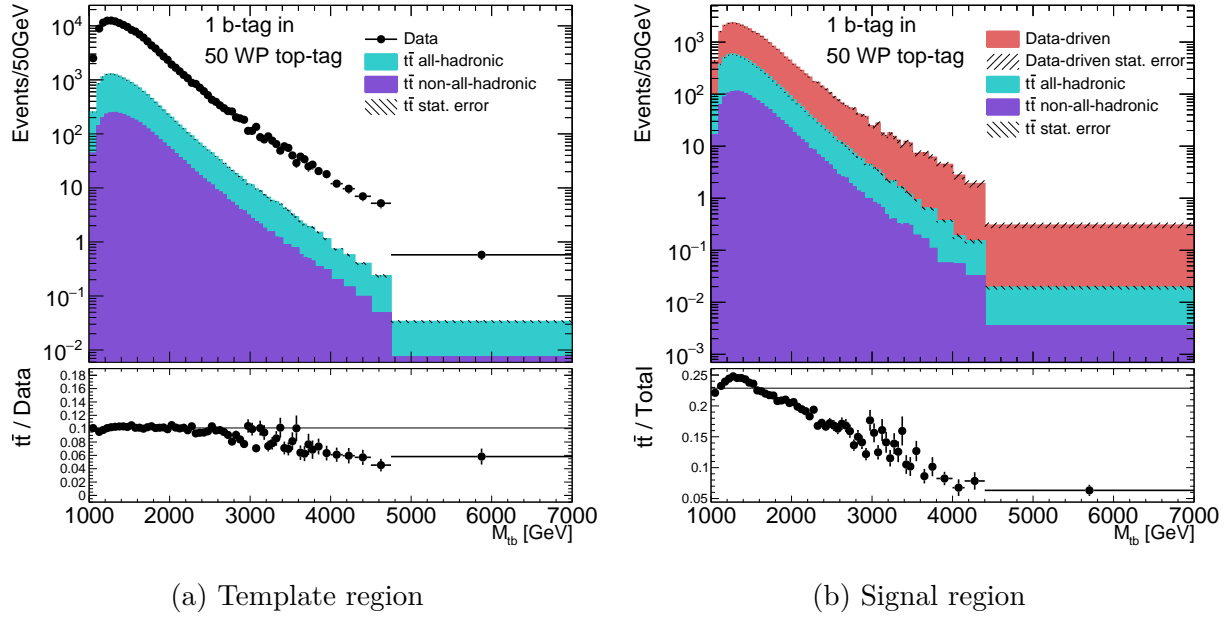 Events/50GeV
10⁴
10³
10²
10
1
10⁻¹
10⁻²
1 b-tag in
50 WP top-tag
Data
tt̄ all-hadronic
tt̄ non-all-hadronic
tt̄ stat. error
tt̄ / Data
0.18
0.16
0.14
0.12
0.1
0.08
0.06
0.04
0.02
0
1000 2000 3000 4000 5000 6000 7000
M_tb [GeV]
(a) Template region
Events/50GeV
10³
10²
10
1
10⁻¹
10⁻²
10⁻³
1 b-tag in
50 WP top-tag
Data-driven
Data-driven stat. error
tt̄ all-hadronic
tt̄ non-all-hadronic
tt̄ stat. error
tt̄ / Total
0.25
0.2
0.15
0.1
0.05
1000 2000 3000 4000 5000 6000 7000
M_tb [GeV]
(b) Signal region